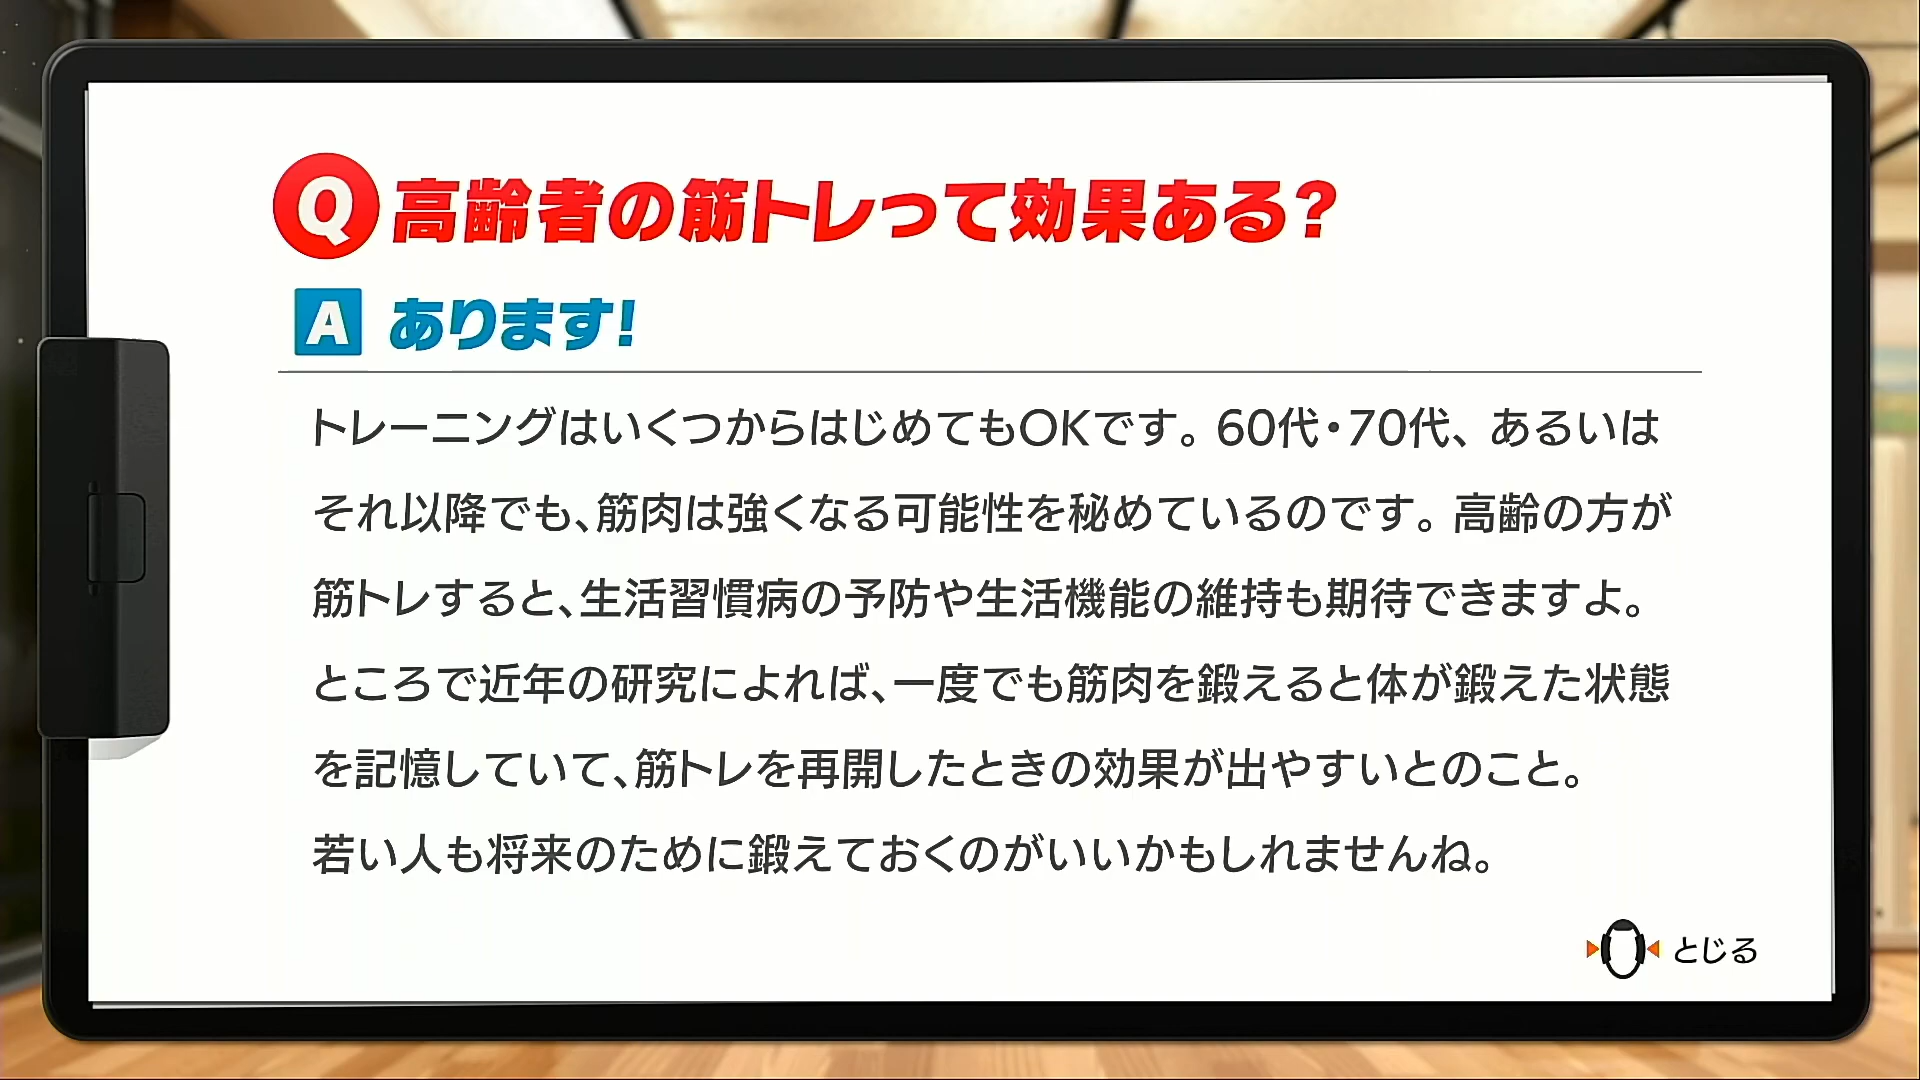 Q 高齢者の筋トレって効果ある?
A あります!
トレーニングはいくつからはじめてもOKです。60代・70代、あるいは
それ以降でも、筋肉は強くなる可能性を秘めているのです。高齢の方が
筋トレすると、生活習慣病の予防や生活機能の維持も期待できますよ。
ところで近年の研究によれば、一度でも筋肉を鍛えると体が鍛えた状態
を記憶していて、筋トレを再開したときの効果が出やすいとのこと。
若い人も将来のために鍛えておくのがいいかもしれませんね。
とじる